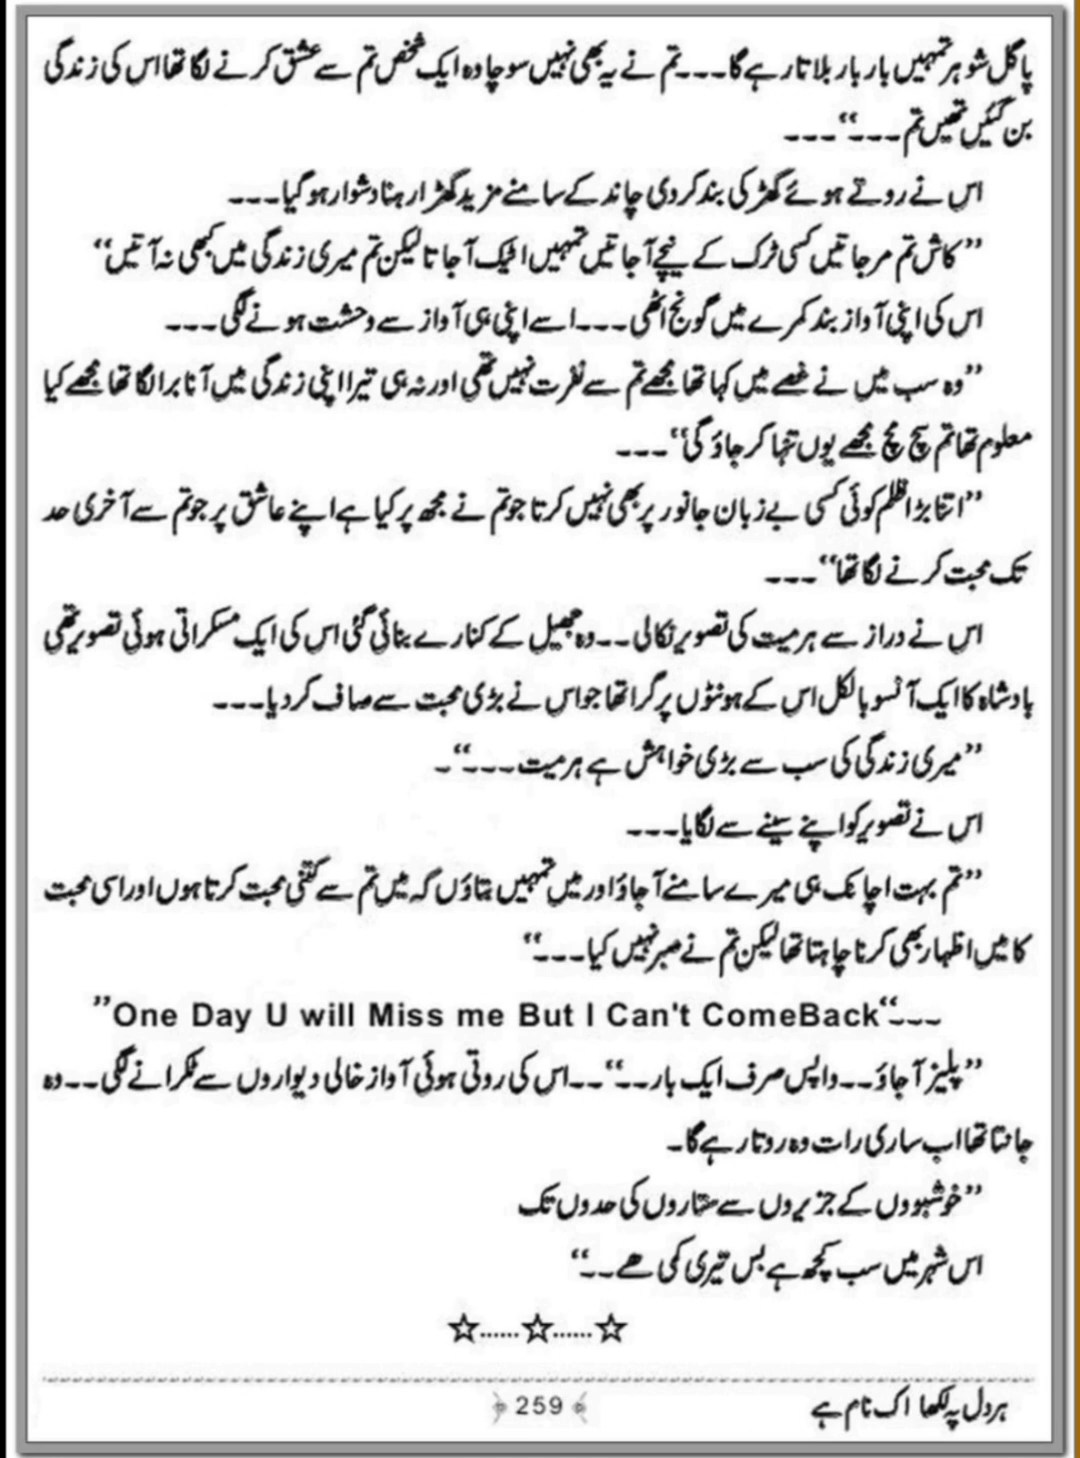 پاگل شوہر تمہیں بار بار بلاتا رہے گا۔۔۔تم نے یہ بھی نہیں سوچا وہ ایک شخص تم سے عشق کرنے لگا تھا اس کی زندگی
بن گئیں تھیں تم۔۔۔“۔۔۔
اس نے روتے ہوئے کھڑکی بند کر دی چاند کے سامنے مزید کھڑا رہنا دشوار ہو گیا۔۔۔
”کاش تم مر جاتیں کسی ٹرک کے نیچے آجاتیں تمہیں اٹیک آجاتا لیکن تم میری زندگی میں کبھی نہ آتیں“
اس کی اپنی آواز بند کمرے میں گونج اٹھی۔۔۔اسے اپنی ہی آواز سے وحشت ہونے لگی۔۔۔
”وہ سب میں نے غصے میں کہا تھا مجھے تم سے نفرت نہیں تھی اور نہ ہی تیرا اپنی زندگی میں آنا برا لگا تھا مجھے کیا
معلوم تھا تم سچ مچ مجھے یوں تنہا کر جاؤ گی“۔۔۔
”اتنا بڑا ظلم کوئی کسی بے زبان جانور پر بھی نہیں کرتا جو تم نے مجھ پر کیا ہے اپنے عاشق پر جو تم سے آخری حد
تک محبت کرنے لگا تھا“۔۔۔
اس نے دراز سے ہرمیت کی تصویر نکالی۔۔وہ جھیل کے کنارے بنائی گئی اس کی ایک مسکراتی ہوئی تصویر تھی
بادشاہ کا ایک آنسو بالکل اس کے ہونٹوں پر گرا تھا جو اس نے بڑی محبت سے صاف کر دیا۔۔۔
”میری زندگی کی سب سے بڑی خواہش ہے ہرمیت۔۔۔“۔
اس نے تصویر کو اپنے سینے سے لگایا۔۔۔
”تم بہت اچانک ہی میرے سامنے آجاؤ اور میں تمہیں بتاؤں گہ میں تم سے کتنی محبت کرتا ہوں اور اسی محبت
کا میں اظہار بھی کرنا چاہتا تھا لیکن تم نے صبر نہیں کیا۔۔۔“
”One Day U will Miss me But I Can't ComeBack“۔۔۔
”پلیز آجاؤ۔۔واپس صرف ایک بار۔۔“۔۔اس کی روتی ہوئی آواز خالی دیواروں سے ٹکرانے لگی۔۔وہ
جانتا تھا اب ساری رات وہ روتا رہے گا۔
”خوشبووں کے جزیروں سے ستاروں کی حدوں تک
اس شہر میں سب کچھ ہے بس تیری کمی ھے۔۔“
☆......☆......☆
ہر دل پہ لکھا اک نام ہے
259